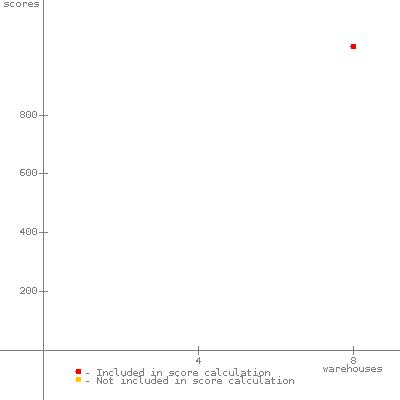 scores
800
600
400
200
4
8
warehouses
- Included in score calculation
- Not included in score calculation